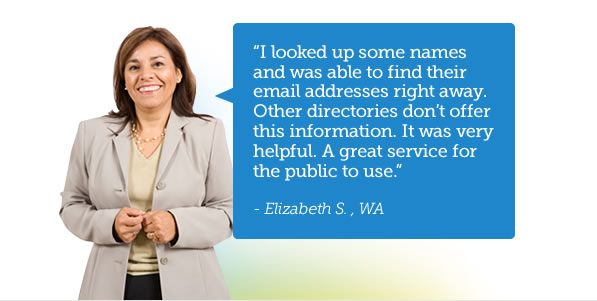 “I looked up some names
and was able to find their
email addresses right away.
Other directories don’t offer
this information. It was very
helpful. A great service for
the public to use.”
- Elizabeth S. , WA